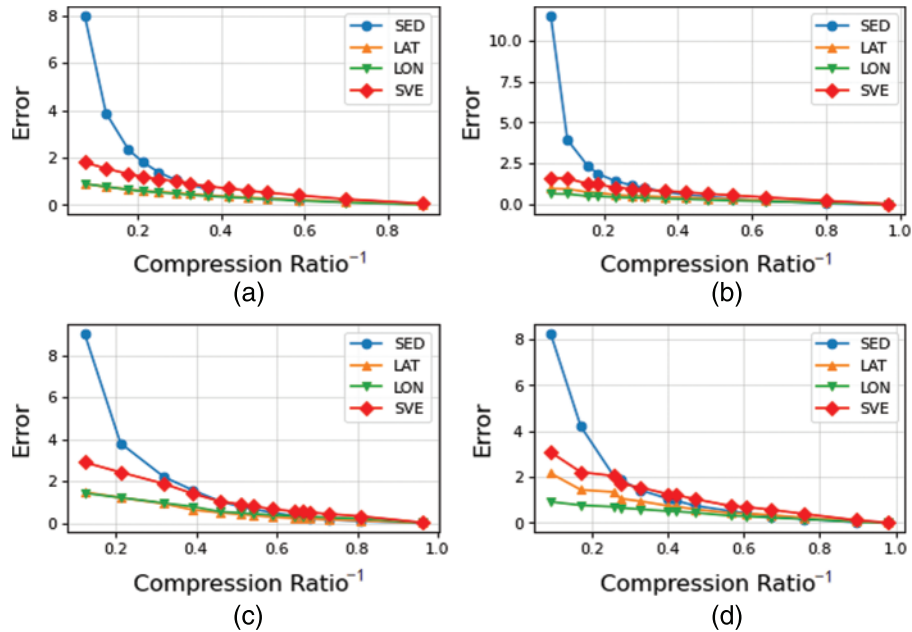 8
6
4
2
0
Error
SED
LAT
LON
SVE
0.2 0.4 0.6 0.8
Compression Ratio⁻¹
(a)
10.0
7.5
5.0
2.5
0.0
Error
SED
LAT
LON
SVE
0.2 0.4 0.6 0.8 1.0
Compression Ratio⁻¹
(b)
8
6
4
2
0
Error
SED
LAT
LON
SVE
0.2 0.4 0.6 0.8 1.0
Compression Ratio⁻¹
(c)
8
6
4
2
0
Error
SED
LAT
LON
SVE
0.2 0.4 0.6 0.8 1.0
Compression Ratio⁻¹
(d)